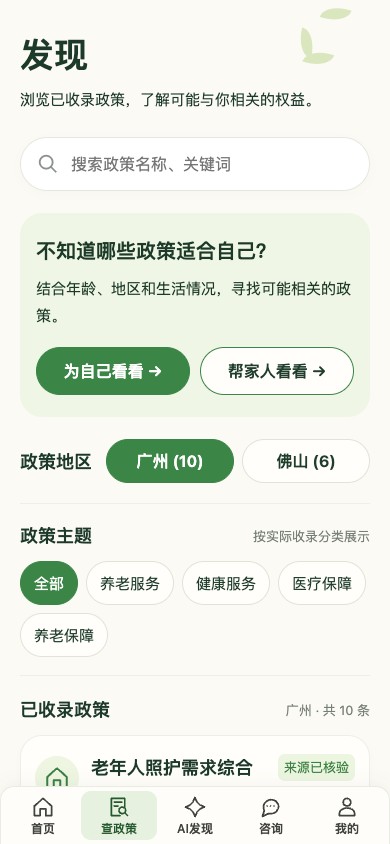 发现
浏览已收录政策，了解可能与你相关的权益。
搜索政策名称、关键词
不知道哪些政策适合自己?
结合年龄、地区和生活情况，寻找可能相关的政
策。
为自己看看 →
帮家人看看 →
政策地区
广州 (10)
佛山 (6)
政策主题
按实际收录分类展示
全部
养老服务
健康服务
医疗保障
养老保障
已收录政策
广州 · 共 10 条
老年人照护需求综合
来源已核验
首页
查政策
AI发现
咨询
我的